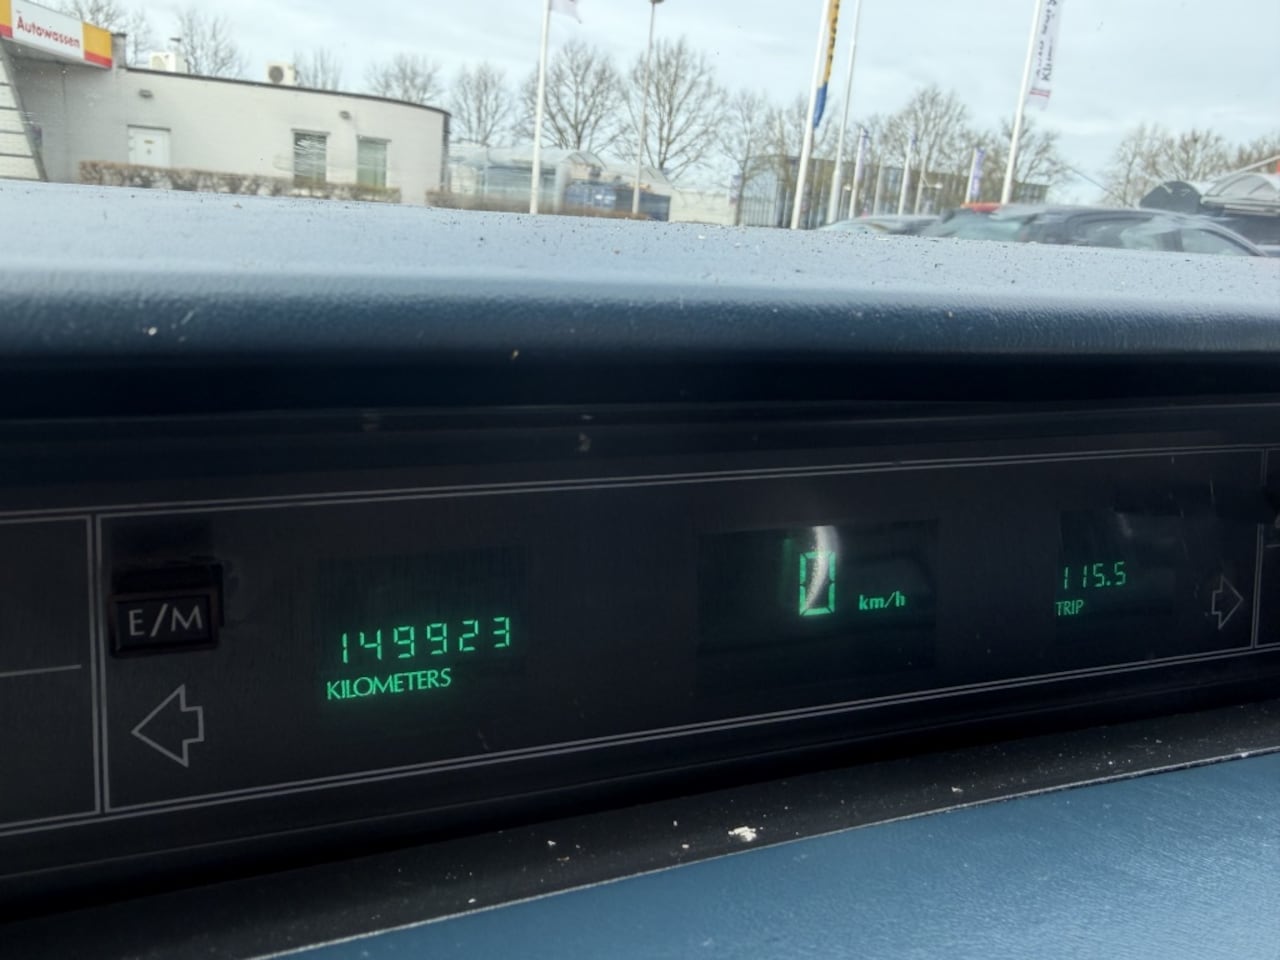 Autowassen
E/M
149923
KILOMETERS
0 km/h
115.5
TRIP